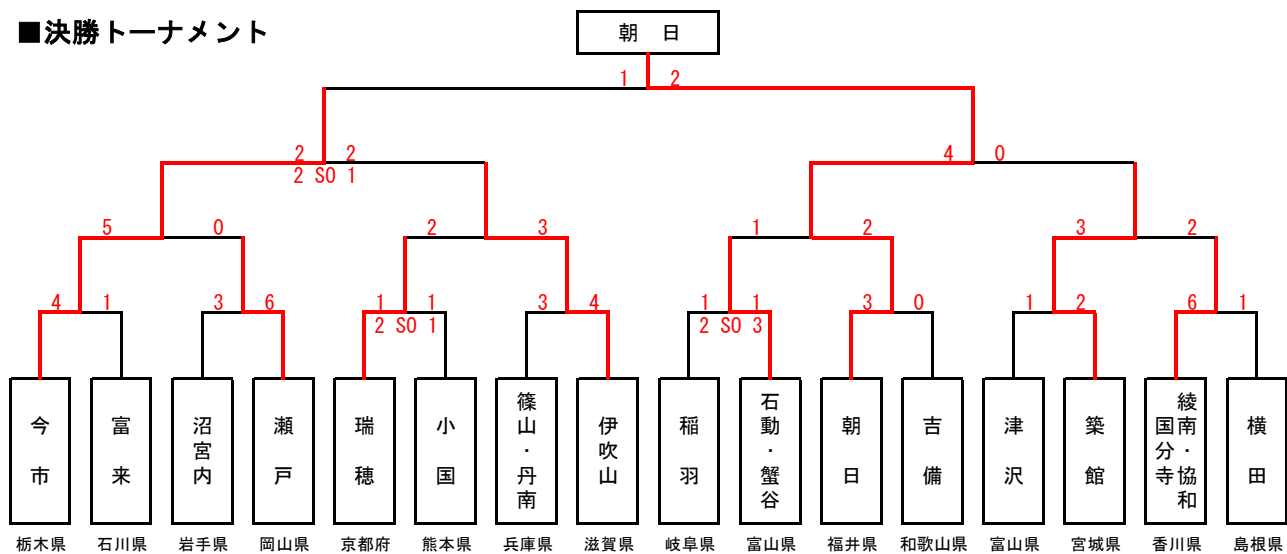 ■決勝トーナメント
朝 日
1 2
2 2
2 SO 1
4 0
5 0
2 3
1 2
3 2
4 1
3 6
1 1
2 SO 1
3 4
1 1
2 SO 3
3 0
1 2
6 1
今市
富来
沼宮内
瀬戸
瑞穂
小国
篠山・丹南
伊吹山
稲羽
石動・蟹谷
朝日
吉備
津沢
築館
綾南・協和
国分寺
横田
栃木県 石川県 岩手県 岡山県 京都府 熊本県 兵庫県 滋賀県 岐阜県 富山県 福井県 和歌山県 富山県 宮城県 香川県 島根県